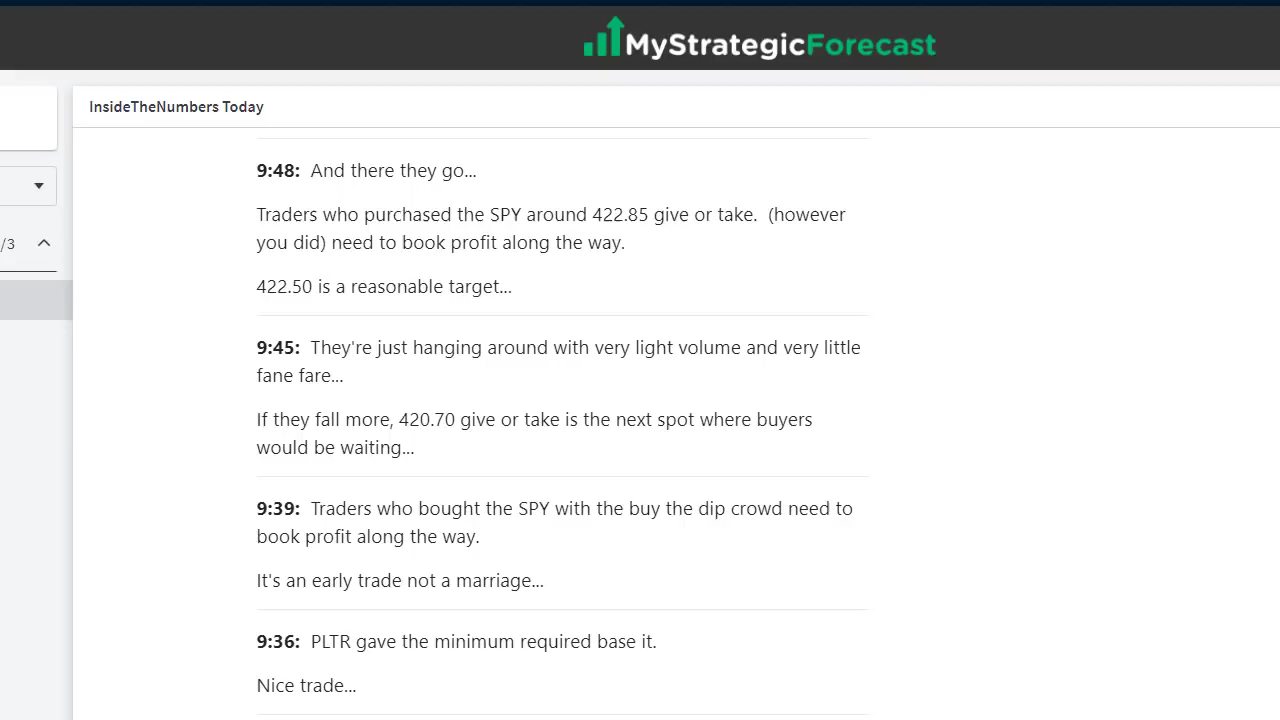 MyStrategicForecast
InsideTheNumbers Today
/3
9:48: And there they go...
Traders who purchased the SPY around 422.85 give or take. (however
you did) need to book profit along the way.
422.50 is a reasonable target...
9:45: They're just hanging around with very light volume and very little
fane fare...
If they fall more, 420.70 give or take is the next spot where buyers
would be waiting...
9:39: Traders who bought the SPY with the buy the dip crowd need to
book profit along the way.
It's an early trade not a marriage...
9:36: PLTR gave the minimum required base it.
Nice trade...